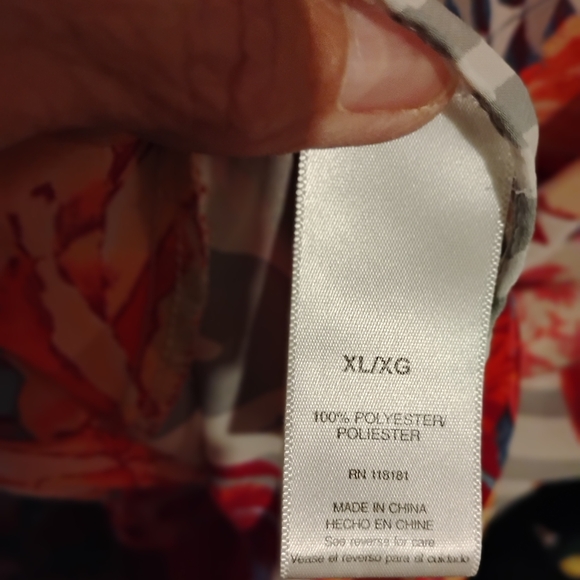 XL/XG
100% POLYESTER/
POLIESTER
RN 118181
MADE IN CHINA
HECHO EN CHINE
See reverse for care
Vease el reverso para el cuidado